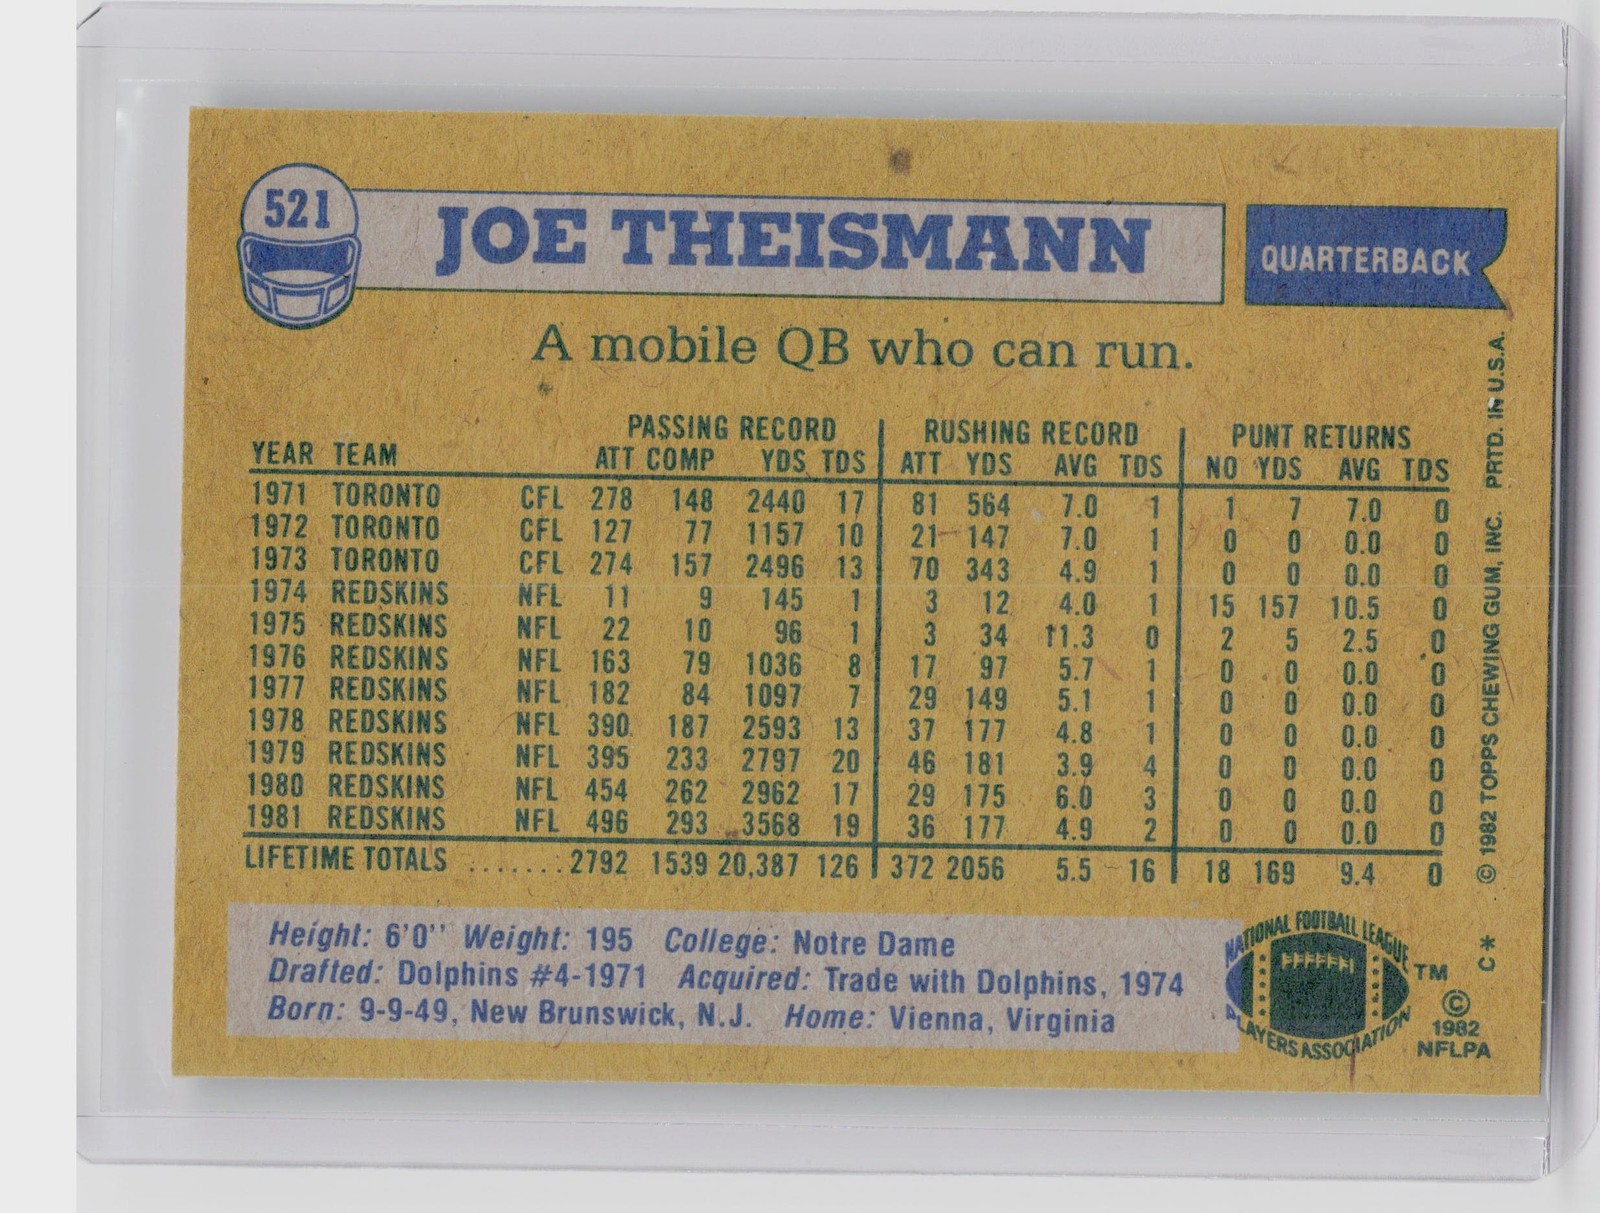 521
JOE THEISMANN
QUARTERBACK
A mobile QB who can run.
PASSING RECORD RUSHING RECORD PUNT RETURNS
YEAR TEAM ATT COMP YDS TDS ATT YDS AVG TDS NO YDS AVG TDS
1971 TORONTO CFL 278 148 2440 17 81 564 7.0 1 1 7 7.0 0
1972 TORONTO CFL 127 77 1157 10 21 147 7.0 1 0 0 0.0 0
1973 TORONTO CFL 274 157 2496 13 70 343 4.9 1 0 0 0.0 0
1974 REDSKINS NFL 11 9 145 1 3 12 4.0 1 15 157 10.5 0
1975 REDSKINS NFL 22 10 96 1 3 34 11.3 0 2 5 2.5 0
1976 REDSKINS NFL 163 79 1036 8 17 97 5.7 1 0 0 0.0 0
1977 REDSKINS NFL 182 84 1097 7 29 149 5.1 1 0 0 0.0 0
1978 REDSKINS NFL 390 187 2593 13 37 177 4.8 1 0 0 0.0 0
1979 REDSKINS NFL 395 233 2797 20 46 181 3.9 4 0 0 0.0 0
1980 REDSKINS NFL 454 262 2962 17 29 175 6.0 3 0 0 0.0 0
1981 REDSKINS NFL 496 293 3568 19 36 177 4.9 2 0 0 0.0 0
LIFETIME TOTALS .......2792 1539 20,387 126 372 2056 5.5 16 18 169 9.4 0
Height: 6'0'' Weight: 195 College: Notre Dame
Drafted: Dolphins #4-1971 Acquired: Trade with Dolphins, 1974
Born: 9-9-49, New Brunswick, N.J. Home: Vienna, Virginia
NATIONAL FOOTBALL LEAGUE
PLAYERS ASSOCIATION
TM
©
1982
NFLPA
© 1982 TOPPS CHEWING GUM, INC. PRTD. IN U.S.A.
C*